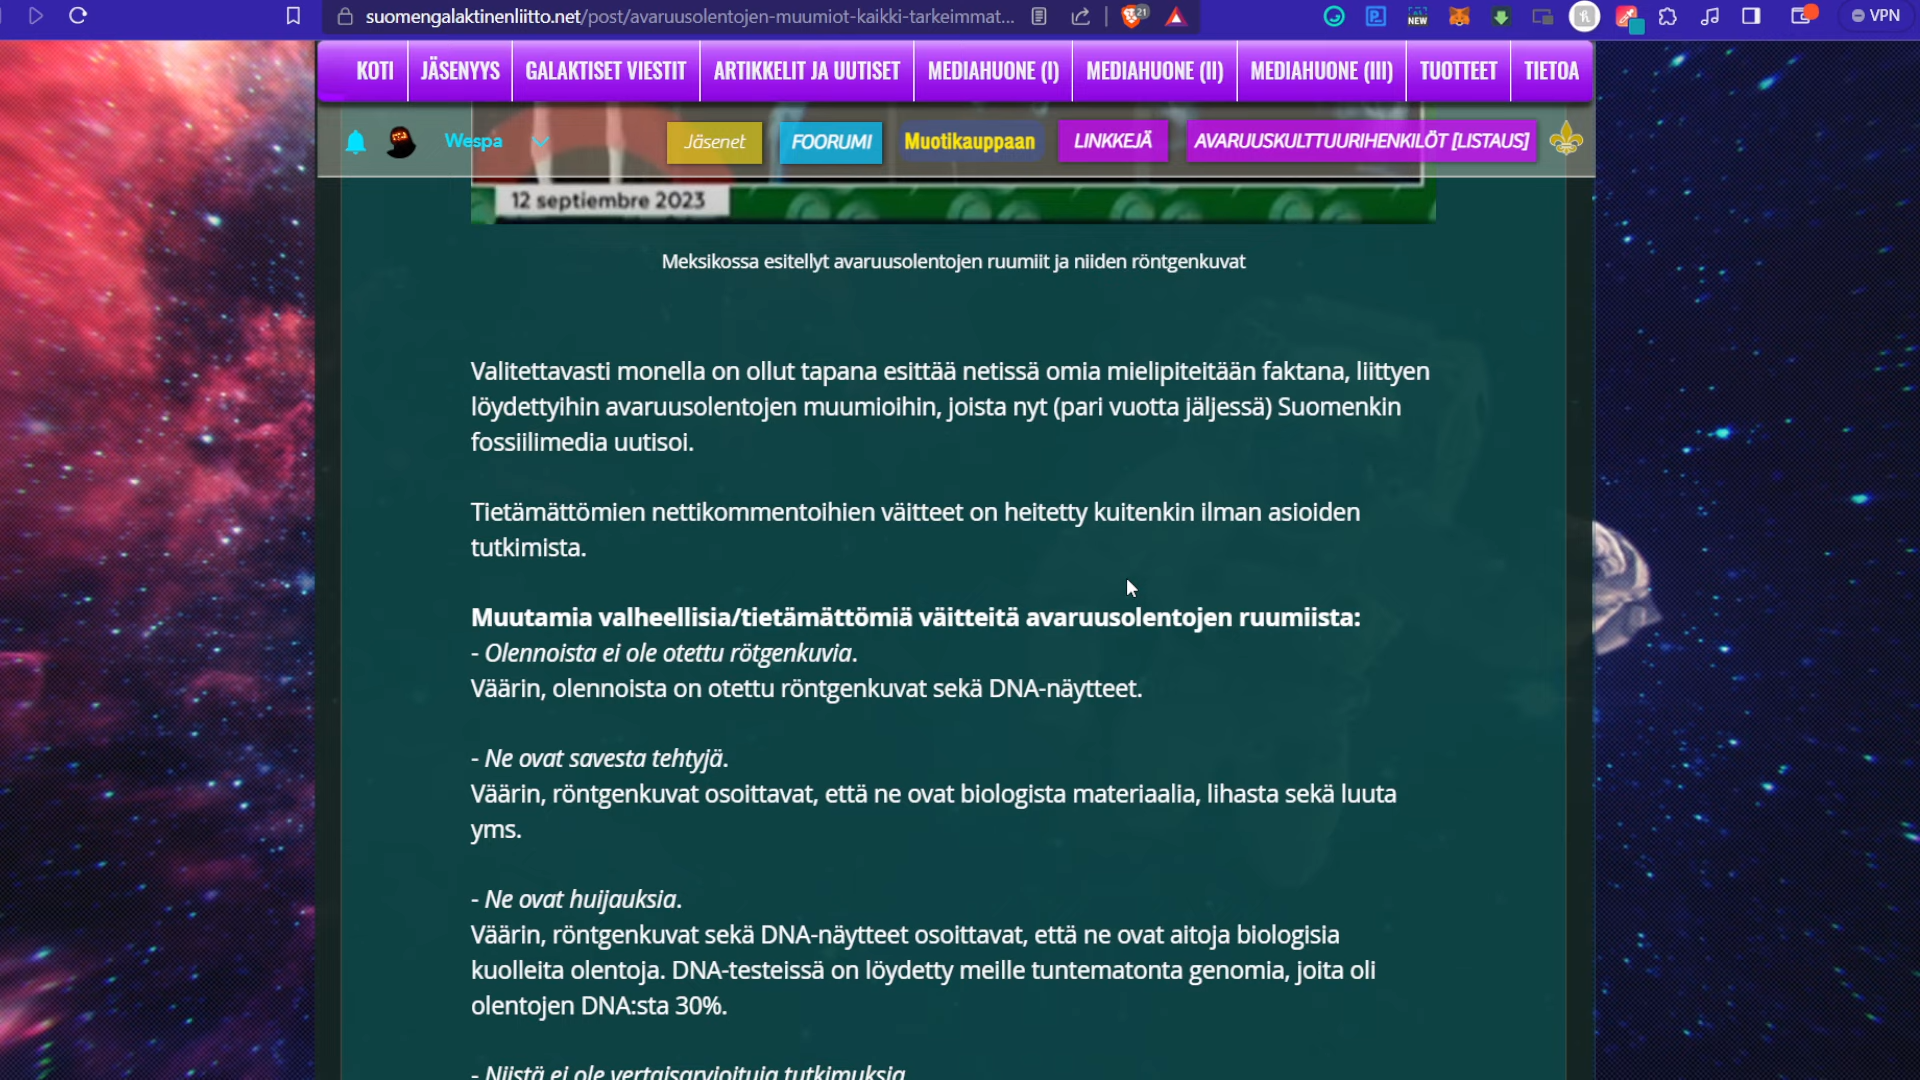 suomengalaktinenliitto.net/post/avaruusolentojen-muumiot-kaikki-tarkeimmat...
21
NEW
VPN
KOTI
JÄSENYYS
GALAKTISET VIESTIT
ARTIKKELIT JA UUTISET
MEDIAHUONE (I)
MEDIAHUONE (II)
MEDIAHUONE (III)
TUOTTEET
TIETOA
Wespa
Jäsenet
FOORUMI
Muotikauppaan
LINKKEJÄ
AVARUUSKULTTUURIHENKILÖT [LISTAUS]
12 septiembre 2023
Meksikossa esitellyt avaruusolentojen ruumiit ja niiden röntgenkuvat
Valitettavasti monella on ollut tapana esittää netissä omia mielipiteitään faktana, liittyen
löydettyihin avaruusolentojen muumioihin, joista nyt (pari vuotta jäljessä) Suomenkin
fossiilimedia uutisoi.
Tietämättömien nettikommentoihien väitteet on heitetty kuitenkin ilman asioiden
tutkimista.
Muutamia valheellisia/tietämättömiä väitteitä avaruusolentojen ruumiista:
- Olennoista ei ole otettu rötgenkuvia.
Väärin, olennoista on otettu röntgenkuvat sekä DNA-näytteet.
- Ne ovat savesta tehtyjä.
Väärin, röntgenkuvat osoittavat, että ne ovat biologista materiaalia, lihasta sekä luuta
yms.
- Ne ovat huijauksia.
Väärin, röntgenkuvat sekä DNA-näytteet osoittavat, että ne ovat aitoja biologisia
kuolleita olentoja. DNA-testeissä on löydetty meille tuntematonta genomia, joita oli
olentojen DNA:sta 30%.
- Niistä ei ole vertaisarvioituja tutkimuksia